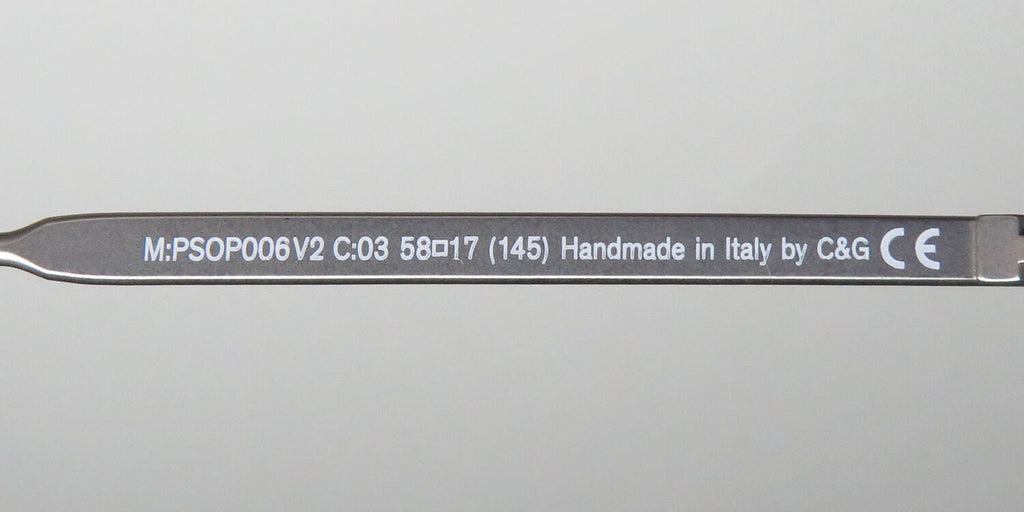 M:PSOP006V2 C:03 58□17 (145) Handmade in Italy by C&G CE